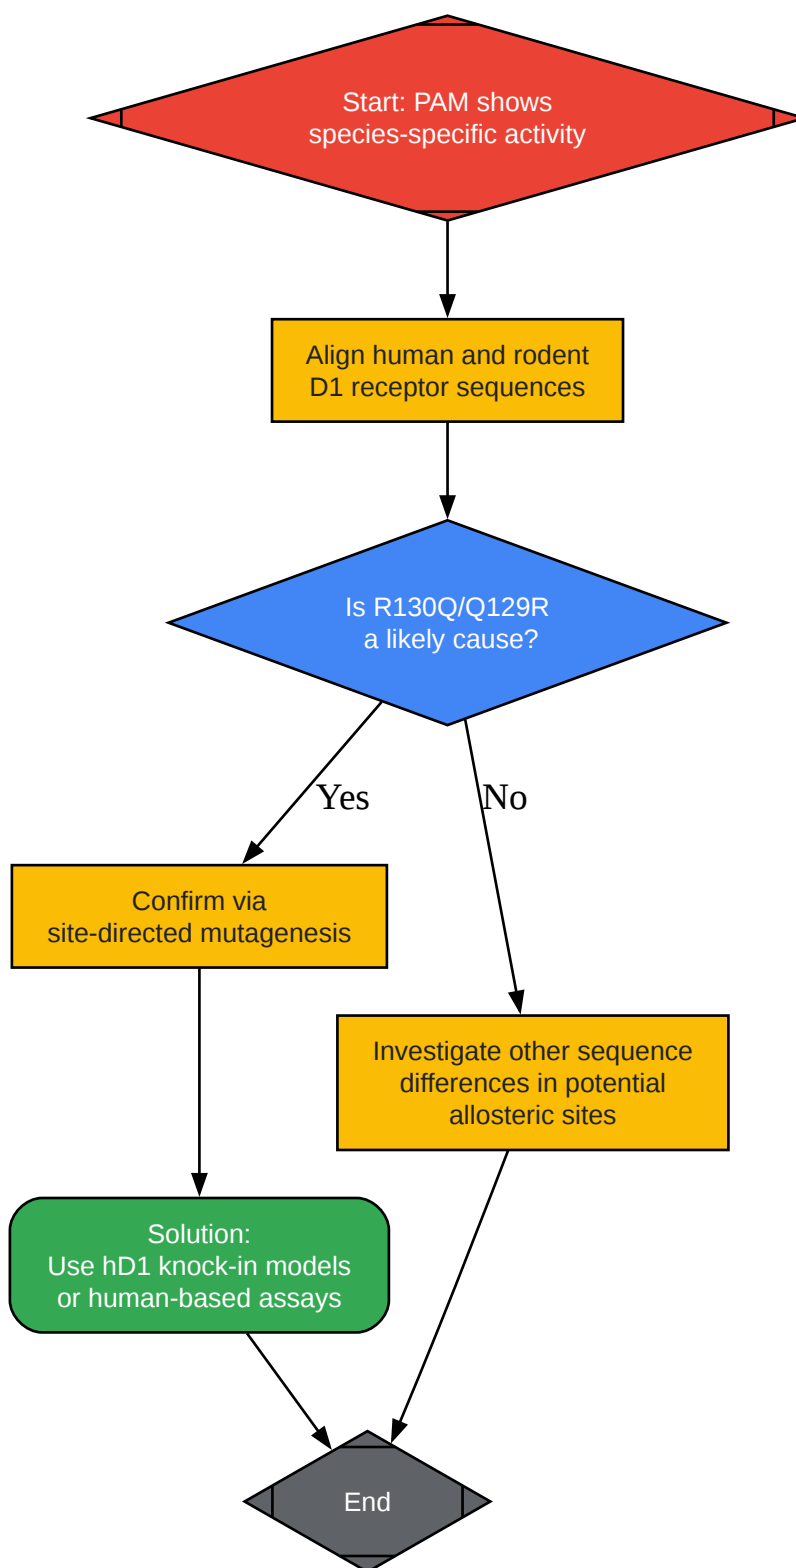 Start: PAM shows
species-specific activity
Align human and rodent
D1 receptor sequences
Is R130Q/Q129R
a likely cause?
Yes
No
Confirm via
site-directed mutagenesis
Investigate other sequence
differences in potential
allosteric sites
Solution:
Use hD1 knock-in models
or human-based assays
End